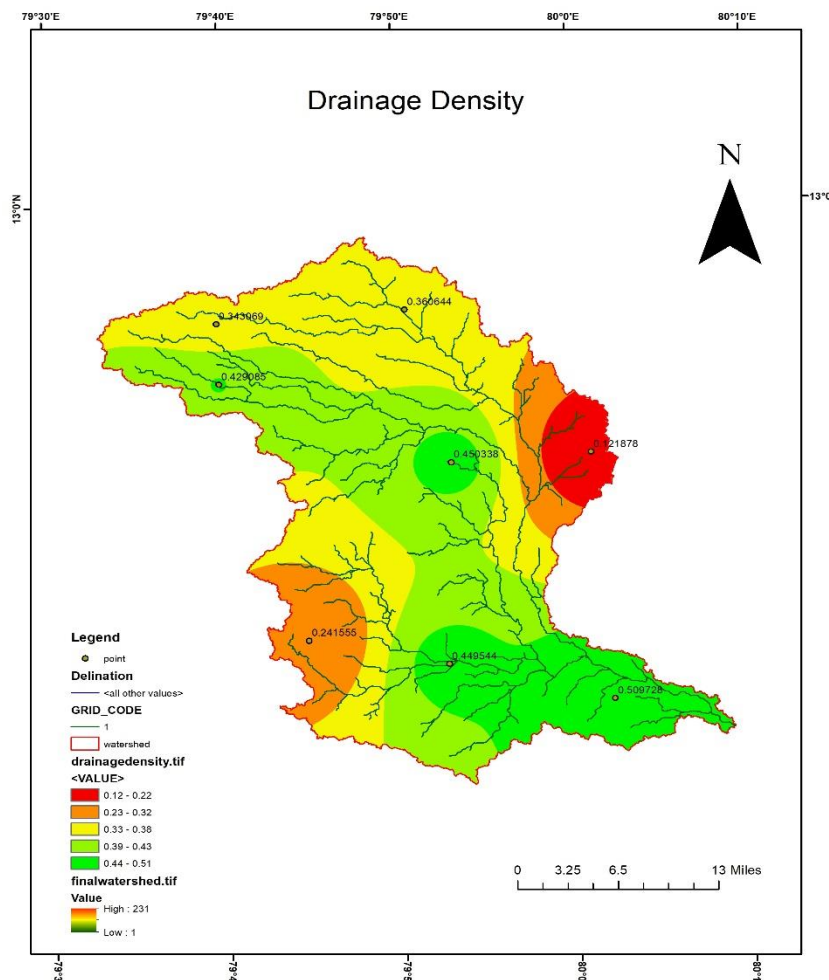 79°30'E 79°40'E 79°50'E 80°0'E 80°10'E
Drainage Density
N
13°0'N
13°0
0.360644
0.343969
0.429085
0.121878
0.450338
0.241555
0.449544
0.509728
Legend
point
Delination
<all other values>
GRID_CODE
1
watershed
drainagedensity.tif
<VALUE>
0.12 - 0.22
0.23 - 0.32
0.33 - 0.38
0.39 - 0.43
0.44 - 0.51
finalwatershed.tif
Value
High : 231
Low : 1
0 3.25 6.5 13 Miles